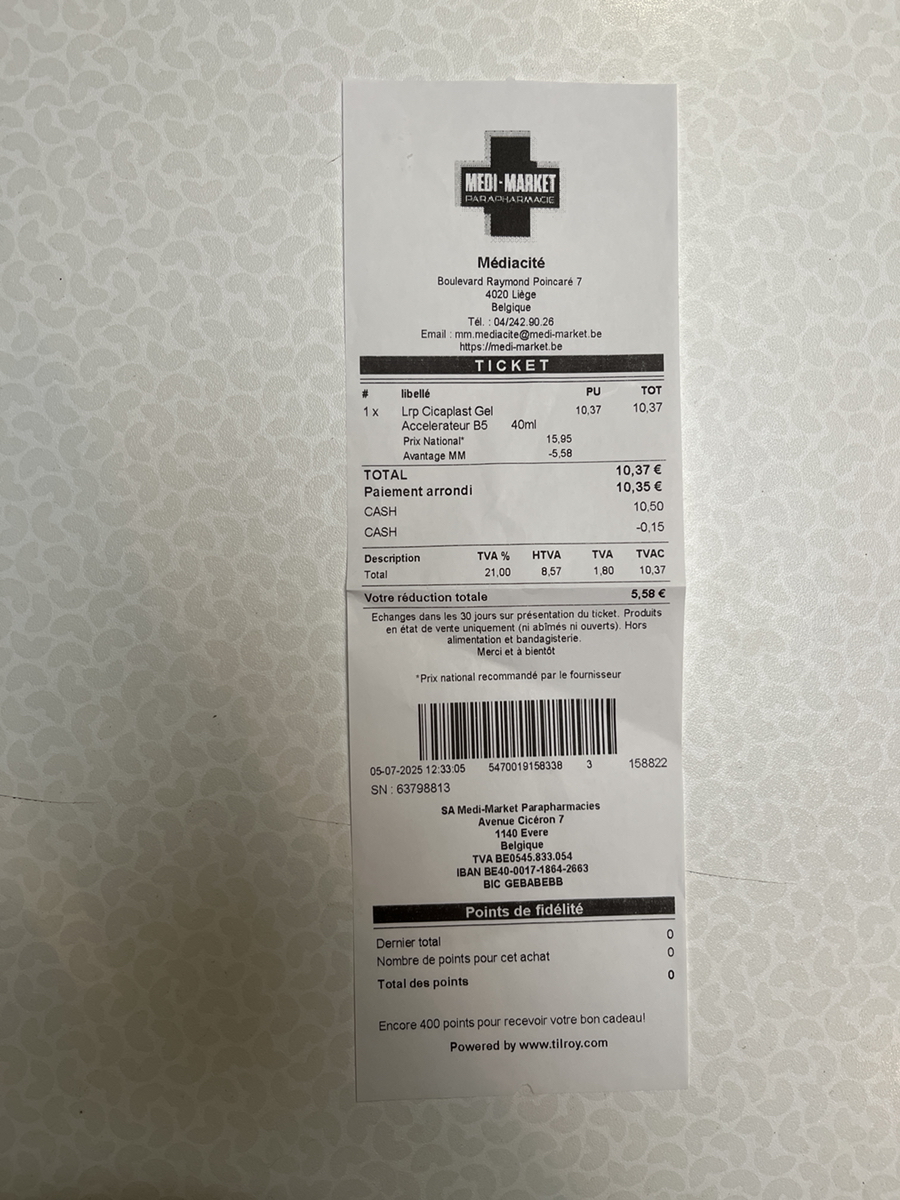 MEDI-MARKET
PARAPHARMACIE
Médiacité
Boulevard Raymond Poincaré 7
4020 Liège
Belgique
Tél. : 04/242.90.26
Email : mm.mediacite@medi-market.be
https://medi-market.be
TICKET
# libellé PU TOT
1 x Lrp Cicaplast Gel 10,37 10,37
Accelerateur B5 40ml
Prix National* 15,95
Avantage MM -5,58
TOTAL 10,37 €
Paiement arrondi 10,35 €
CASH 10,50
CASH -0,15
Description TVA % HTVA TVA TVAC
Total 21,00 8,57 1,80 10,37
Votre réduction totale 5,58 €
Echanges dans les 30 jours sur présentation du ticket. Produits
en état de vente uniquement (ni abîmés ni ouverts). Hors
alimentation et bandagisterie.
Merci et à bientôt
*Prix national recommandé par le fournisseur
05-07-2025 12:33:05 5470019158338 3 158822
SN : 63798813
SA Medi-Market Parapharmacies
Avenue Cicéron 7
1140 Evere
Belgique
TVA BE0545.833.054
IBAN BE40-0017-1864-2663
BIC GEBABEBB
Points de fidélité
Dernier total 0
Nombre de points pour cet achat 0
Total des points 0
Encore 400 points pour recevoir votre bon cadeau!
Powered by www.tilroy.com